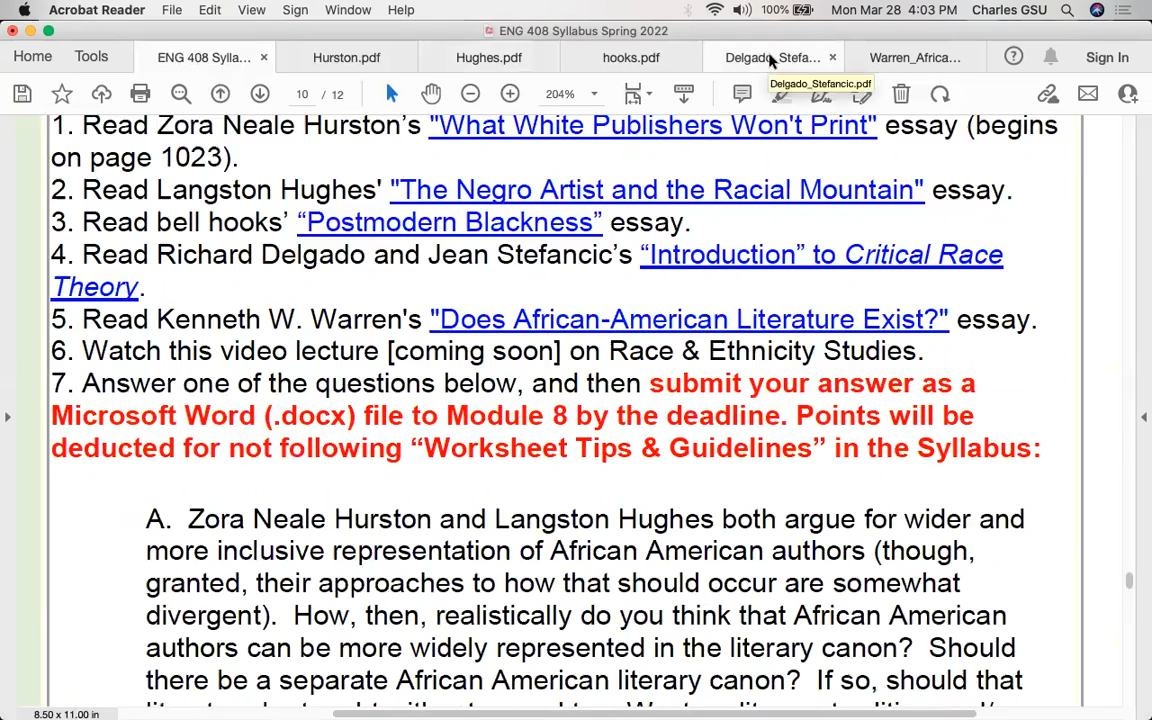 Acrobat Reader File Edit View Sign Window Help 100% Mon Mar 28 4:03 PM Charles GSU
ENG 408 Syllabus Spring 2022
Home Tools ENG 408 Sylla... × Hurston.pdf Hughes.pdf hooks.pdf Delgado_Stefa... × Warren_Africa... Sign In
Delgado_Stefancic.pdf
10 / 12 204%
1. Read Zora Neale Hurston’s "What White Publishers Won't Print" essay (begins
on page 1023).
2. Read Langston Hughes' "The Negro Artist and the Racial Mountain" essay.
3. Read bell hooks’ “Postmodern Blackness” essay.
4. Read Richard Delgado and Jean Stefancic’s “Introduction” to Critical Race
Theory.
5. Read Kenneth W. Warren's "Does African-American Literature Exist?" essay.
6. Watch this video lecture [coming soon] on Race & Ethnicity Studies.
7. Answer one of the questions below, and then submit your answer as a
Microsoft Word (.docx) file to Module 8 by the deadline. Points will be
deducted for not following “Worksheet Tips & Guidelines” in the Syllabus:
A. Zora Neale Hurston and Langston Hughes both argue for wider and
more inclusive representation of African American authors (though,
granted, their approaches to how that should occur are somewhat
divergent). How, then, realistically do you think that African American
authors can be more widely represented in the literary canon? Should
there be a separate African American literary canon? If so, should that
8.50 x 11.00 in